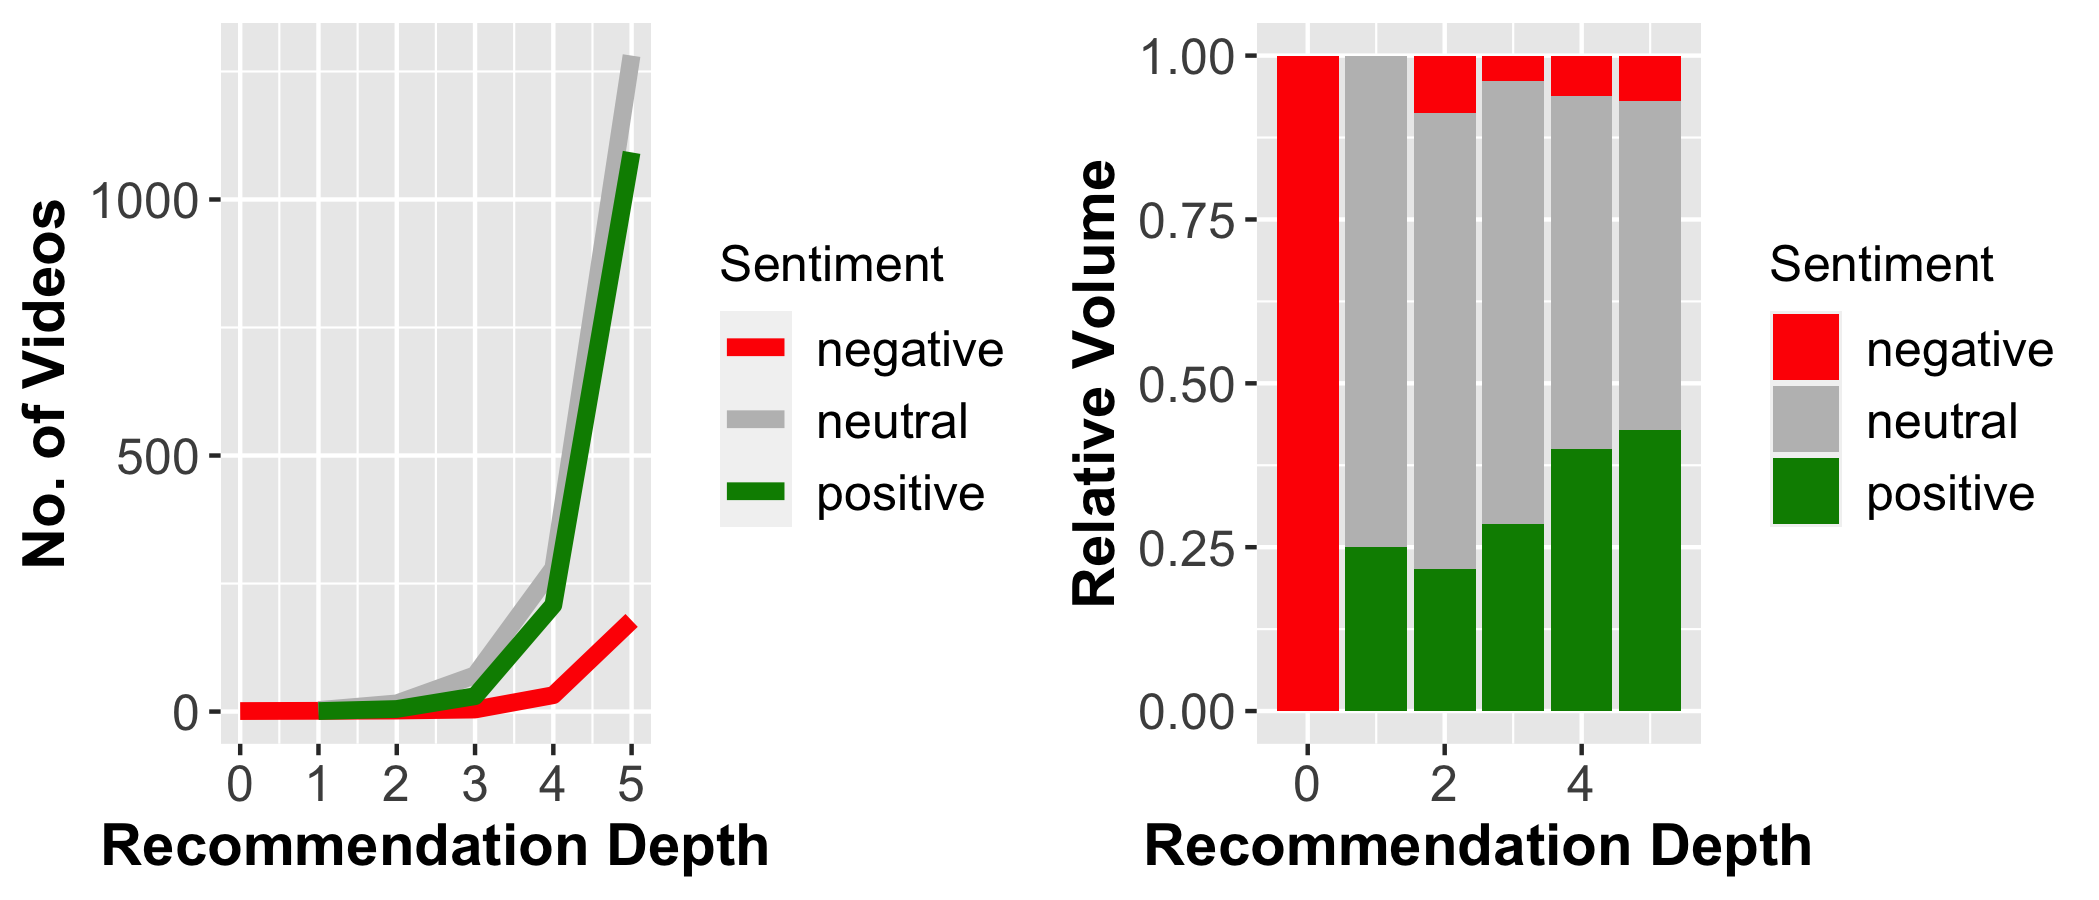 No. of Videos
1000
500
0
0 1 2 3 4 5
Recommendation Depth
Sentiment
negative
neutral
positive
Relative Volume
1.00
0.75
0.50
0.25
0.00
0 2 4
Recommendation Depth
Sentiment
negative
neutral
positive